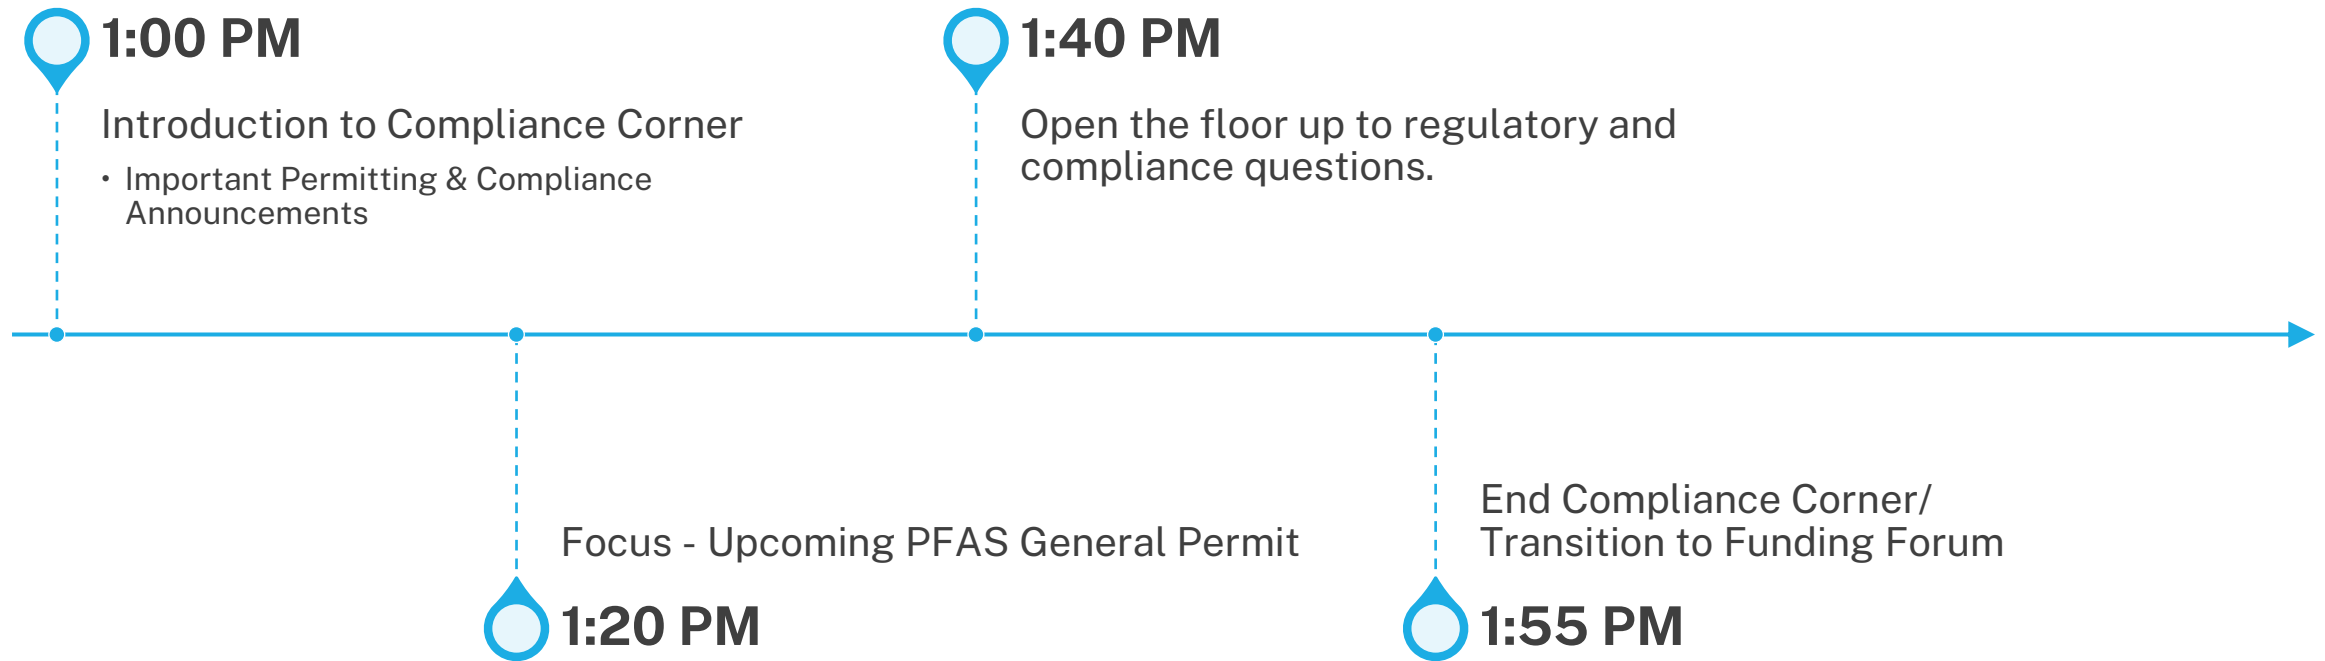 1:00 PM
Introduction to Compliance Corner
• Important Permitting & Compliance
Announcements
Focus - Upcoming PFAS General Permit
1:20 PM
1:40 PM
Open the floor up to regulatory and
compliance questions.
End Compliance Corner/
Transition to Funding Forum
1:55 PM